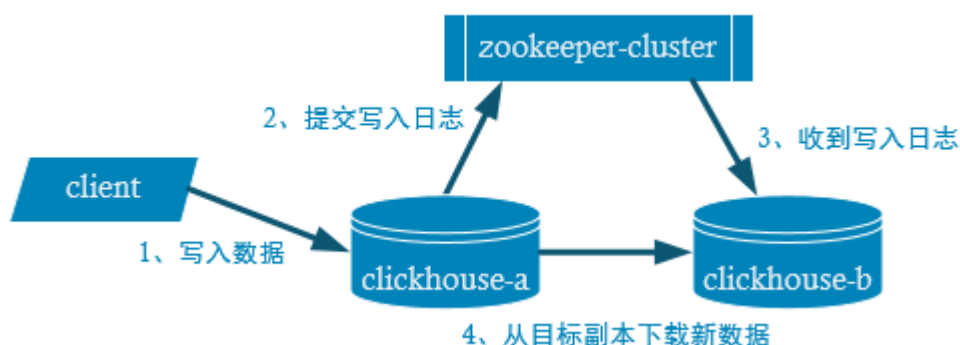 zookeeper-cluster
2、提交写入日志
3、收到写入日志
client
1、写入数据
clickhouse-a
clickhouse-b
4、从目标副本下载新数据